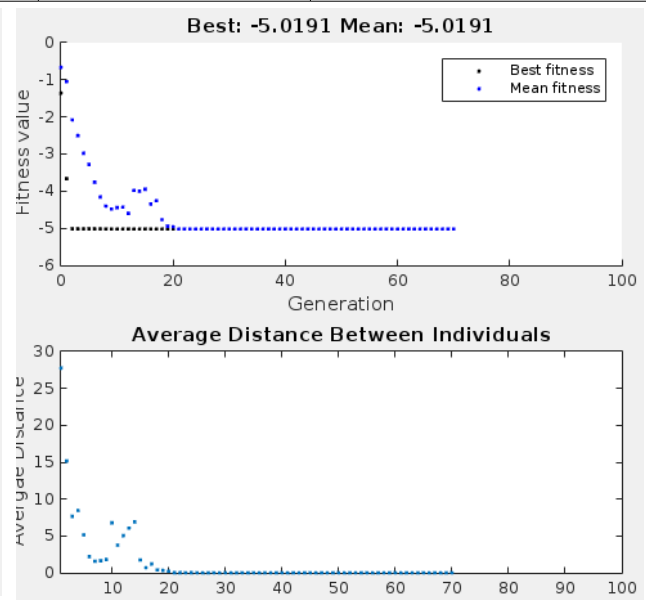 Best: -5.0191 Mean: -5.0191
0
-1
-2
-3
-4
-5
-6
Fitness value
Best fitness
Mean fitness
0 20 40 60 80 100
Generation
Average Distance Between Individuals
30
25
20
15
10
5
0
Avergae Distance
10 20 30 40 50 60 70 80 90 100